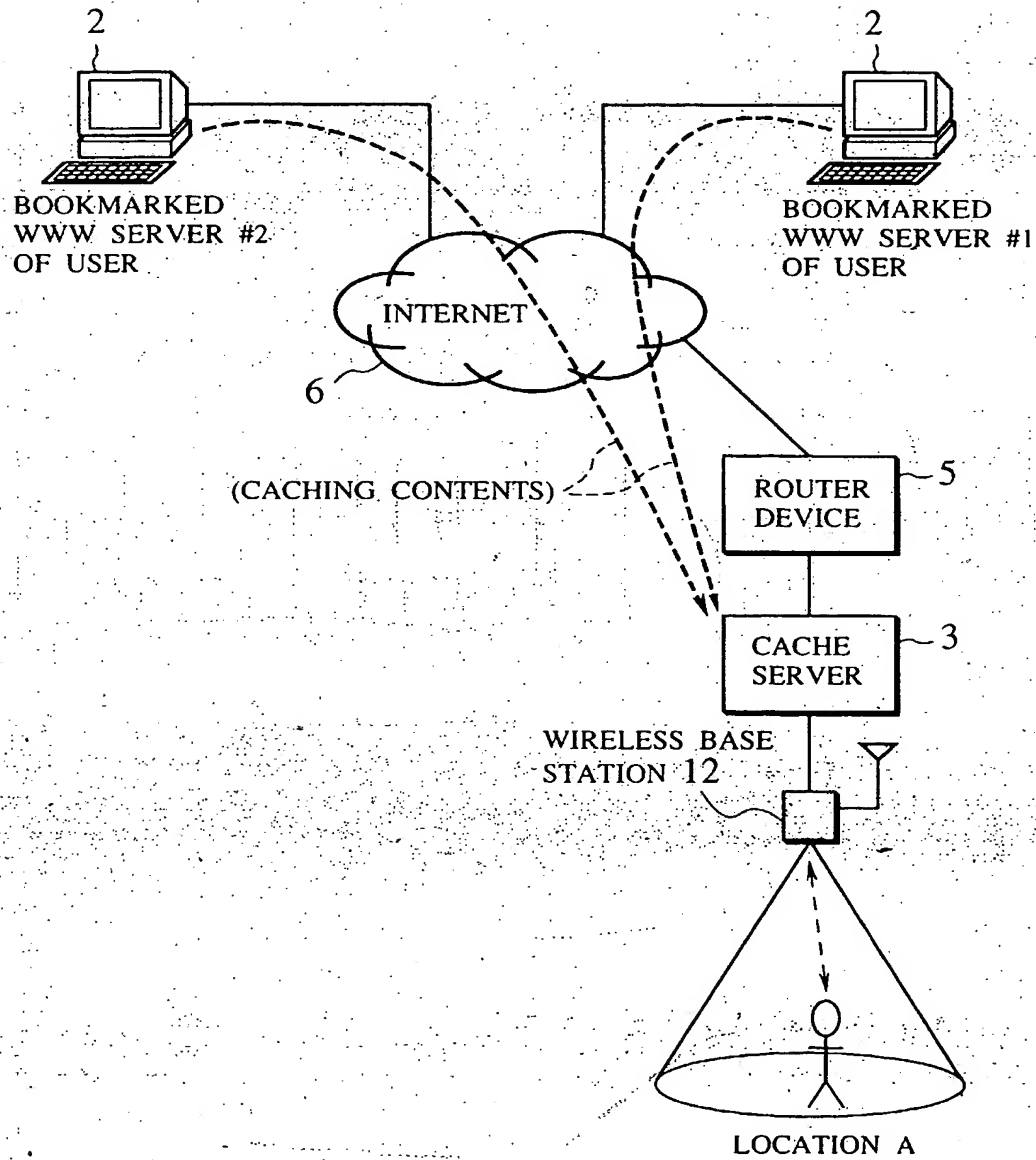 2
2
BOOKMARKED
WWW SERVER #2
OF USER
BOOKMARKED
WWW SERVER #1
OF USER
INTERNET
6
(CACHING CONTENTS)
ROUTER
DEVICE
5
CACHE
SERVER
3
WIRELESS BASE
STATION 12
LOCATION A